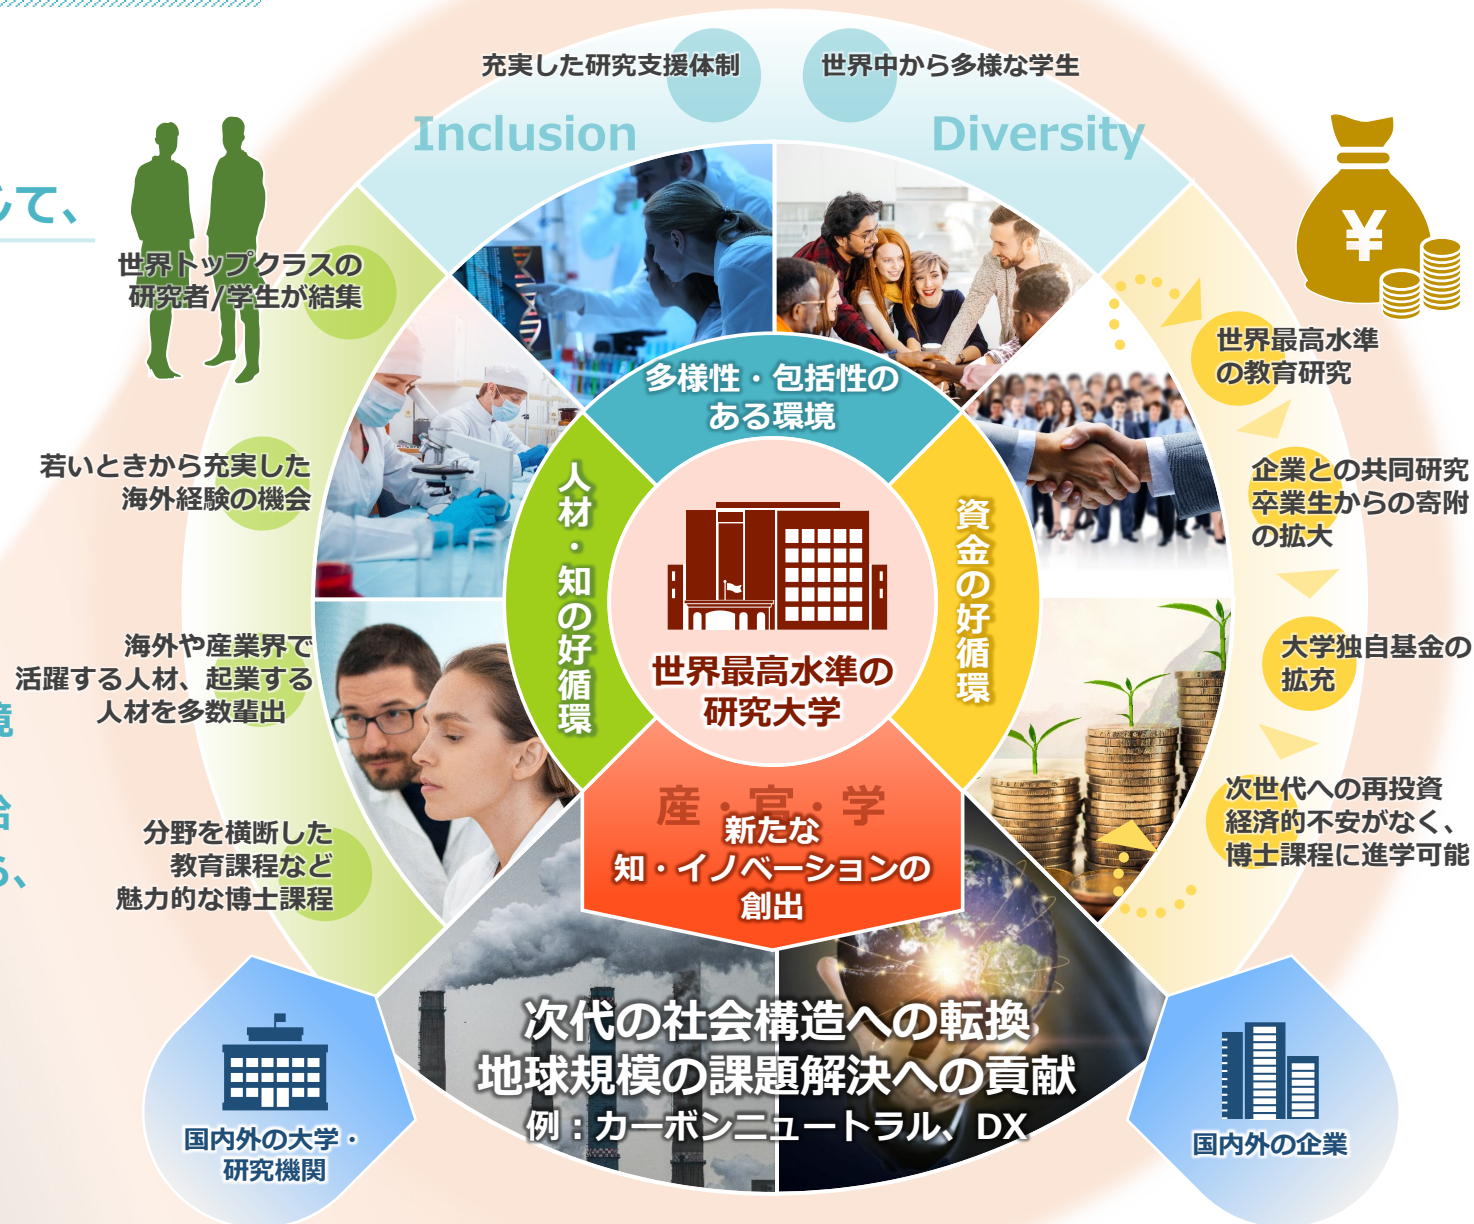 充実した研究支援体制
世界中から多様な学生
Inclusion
Diversity
じて、
世界トップクラスの
研究者/学生が結集
若いときから充実した
海外経験の機会
海外や産業界で
活躍する人材、起業する
人材を多数輩出
分野を横断した
教育課程など
魅力的な博士課程
境
給
ら、
多様性・包括性の
ある環境
人材・知の好循環
資金の好循環
世界最高水準の
研究大学
産・官・学
新たな
知・イノベーションの
創出
¥
世界最高水準
の教育研究
企業との共同研究
卒業生からの寄附
の拡大
大学独自基金の
拡充
次世代への再投資
経済的不安がなく、
博士課程に進学可能
次代の社会構造への転換
地球規模の課題解決への貢献
例：カーボンニュートラル、DX
国内外の大学・
研究機関
国内外の企業